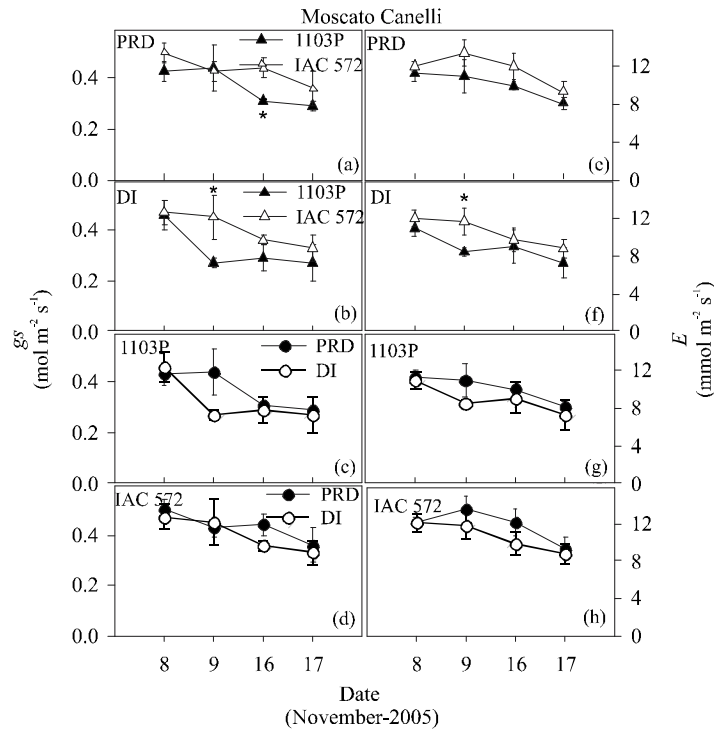 Moscato Canelli
PRD
1103P
IAC 572
*
(a)
0.4
0.2
0.0
PRD
(e)
12
8
4
DI
1103P
IAC 572
*
(b)
0.4
0.2
0.0
DI
*
(f)
12
8
4
0
1103P
PRD
DI
(c)
0.4
0.2
0.0
1103P
(g)
12
8
4
0
IAC 572
PRD
DI
(d)
0.4
0.2
0.0
IAC 572
(h)
12
8
4
0
gs
(mol m⁻² s⁻¹)
E
(mmol m⁻² s⁻¹)
8 9 16 17
8 9 16 17
Date
(November-2005)